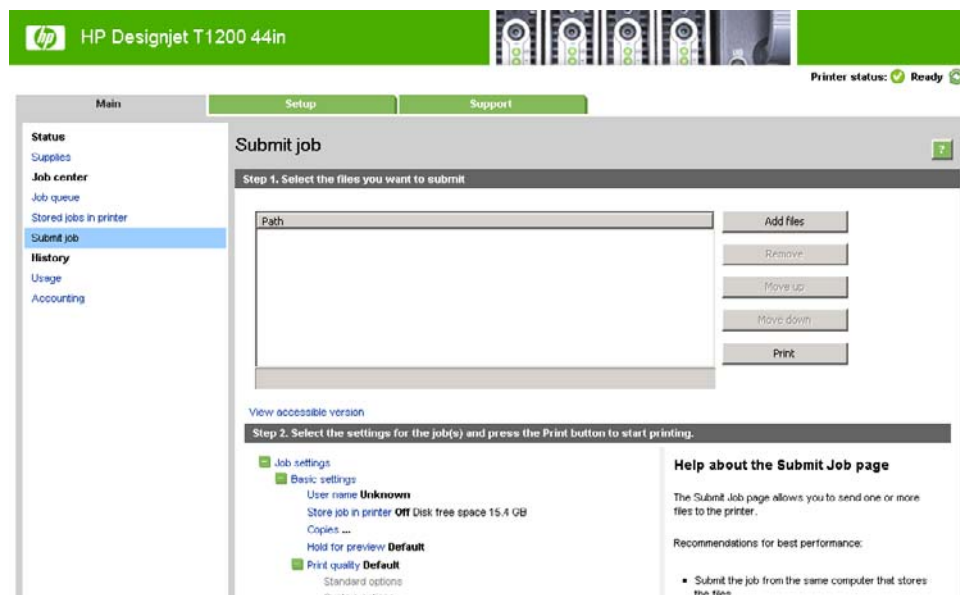 hp HP Designjet T1200 44in
Printer status: Ready
Main Setup Support
Status
Supplies
Job center
Job queue
Stored jobs in printer
Submit job
History
Usage
Accounting
Submit job
?
Step 1. Select the files you want to submit
Path
Add files
Remove
Move up
Move down
Print
View accessible version
Step 2. Select the settings for the job(s) and press the Print button to start printing.
Job settings
Basic settings
User name Unknown
Store job in printer Off Disk free space 15.4 GB
Copies ...
Hold for preview Default
Print quality Default
Standard options
Help about the Submit Job page
The Submit Job page allows you to send one or more
files to the printer.
Recommendations for best performance:
▪ Submit the job from the same computer that stores
the files